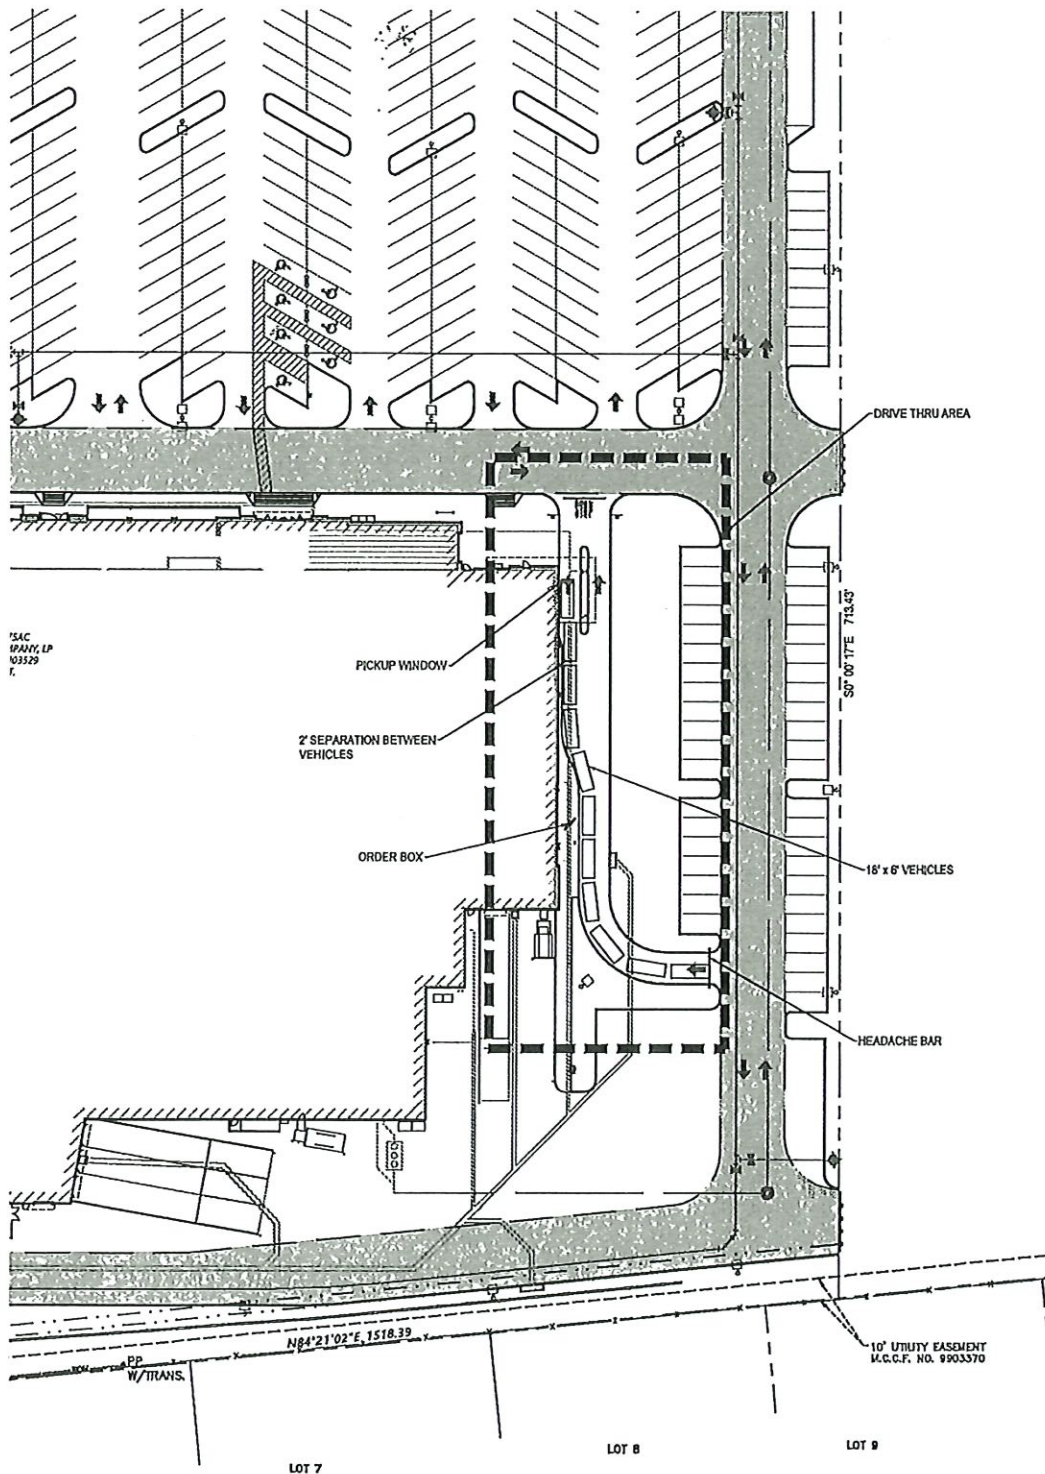 DRIVE THRU AREA
S0° 00' 17"E 713.43'
PICKUP WINDOW
2' SEPARATION BETWEEN
VEHICLES
ORDER BOX
18' x 6' VEHICLES
HEADACHE BAR
N84°21'02"E, 1518.39
PP
W/TRANS.
10' UTILITY EASEMENT
M.C.C.F. NO. 9903370
LOT 7
LOT 8
LOT 9